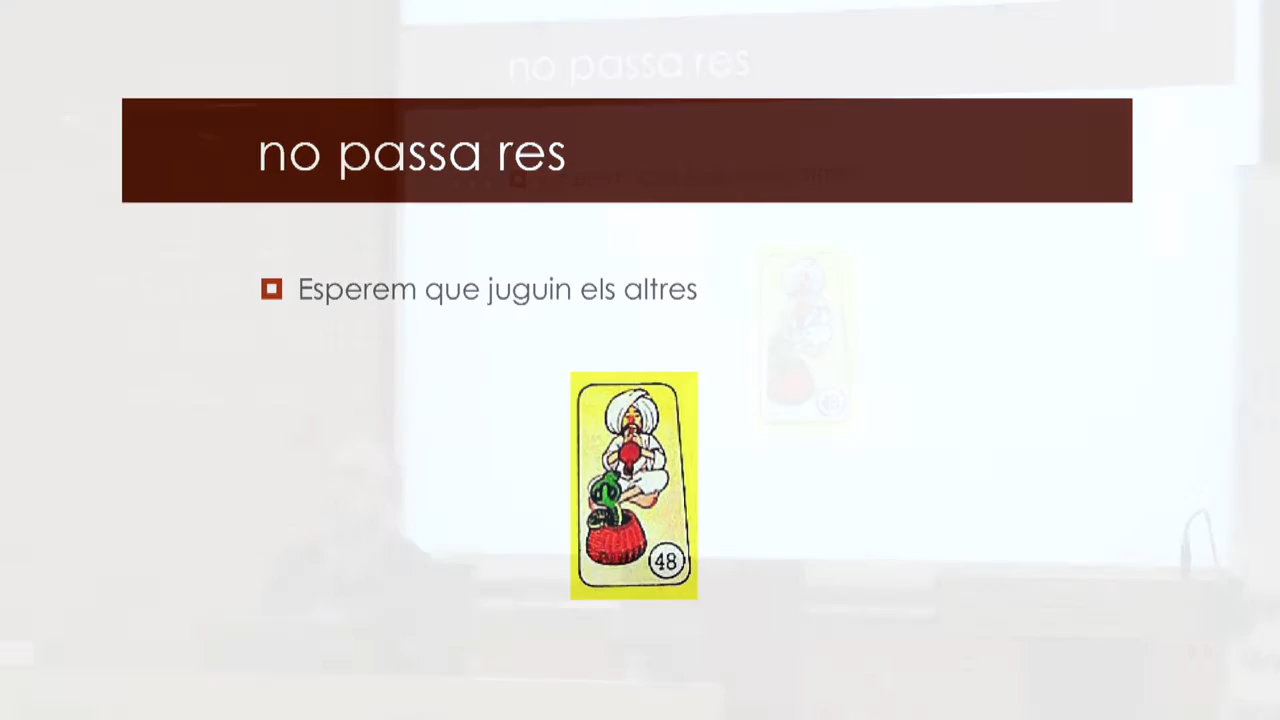 no passa res
no passa res
Esperem que juguin els altres
48